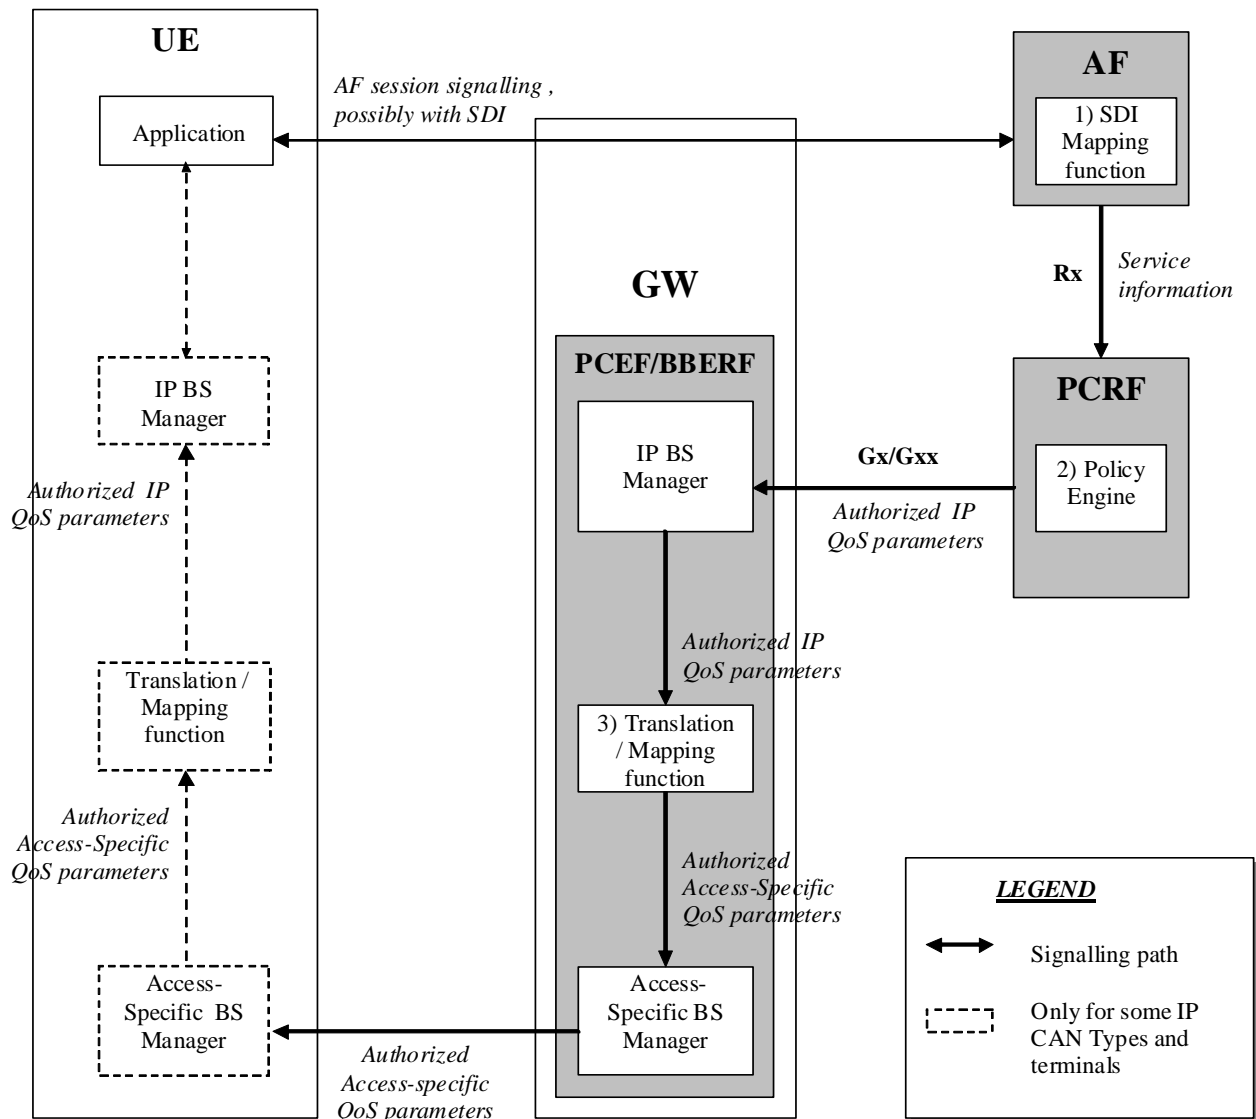 UE
Application
AF session signalling ,
possibly with SDI
AF
1) SDI
Mapping
function
Rx
Service
information
GW
PCEF/BBERF
IP BS
Manager
PCRF
2) Policy
Engine
Gx/Gxx
Authorized IP
QoS parameters
IP BS
Manager
Authorized IP
QoS parameters
Authorized IP
QoS parameters
Translation /
Mapping
function
3) Translation
/ Mapping
function
Authorized
Access-Specific
QoS parameters
Authorized
Access-Specific
QoS parameters
Access-
Specific BS
Manager
Access-
Specific BS
Manager
Authorized
Access-specific
QoS parameters
LEGEND
Signalling path
Only for some IP
CAN Types and
terminals